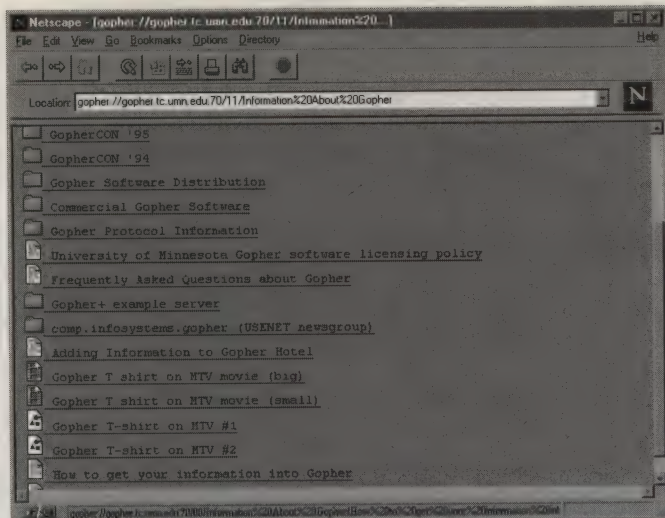 Netscape - [gopher://gopher.tc.umn.edu:70/11/Information%20...]
File Edit View Go Bookmarks Options Directory Help
Location: gopher://gopher.tc.umn.edu:70/11/Information%20About%20Gopher
N
GopherCON '95
GopherCON '94
Gopher Software Distribution
Commercial Gopher Software
Gopher Protocol Information
University of Minnesota Gopher software licensing policy
Frequently Asked Questions about Gopher
Gopher+ example server
comp.infosystems.gopher (USENET newsgroup)
Adding Information to Gopher Hotel
Gopher T shirt on MTV movie (big)
Gopher T shirt on MTV movie (small)
Gopher T-shirt on MTV #1
Gopher T-shirt on MTV #2
How to get your information into Gopher